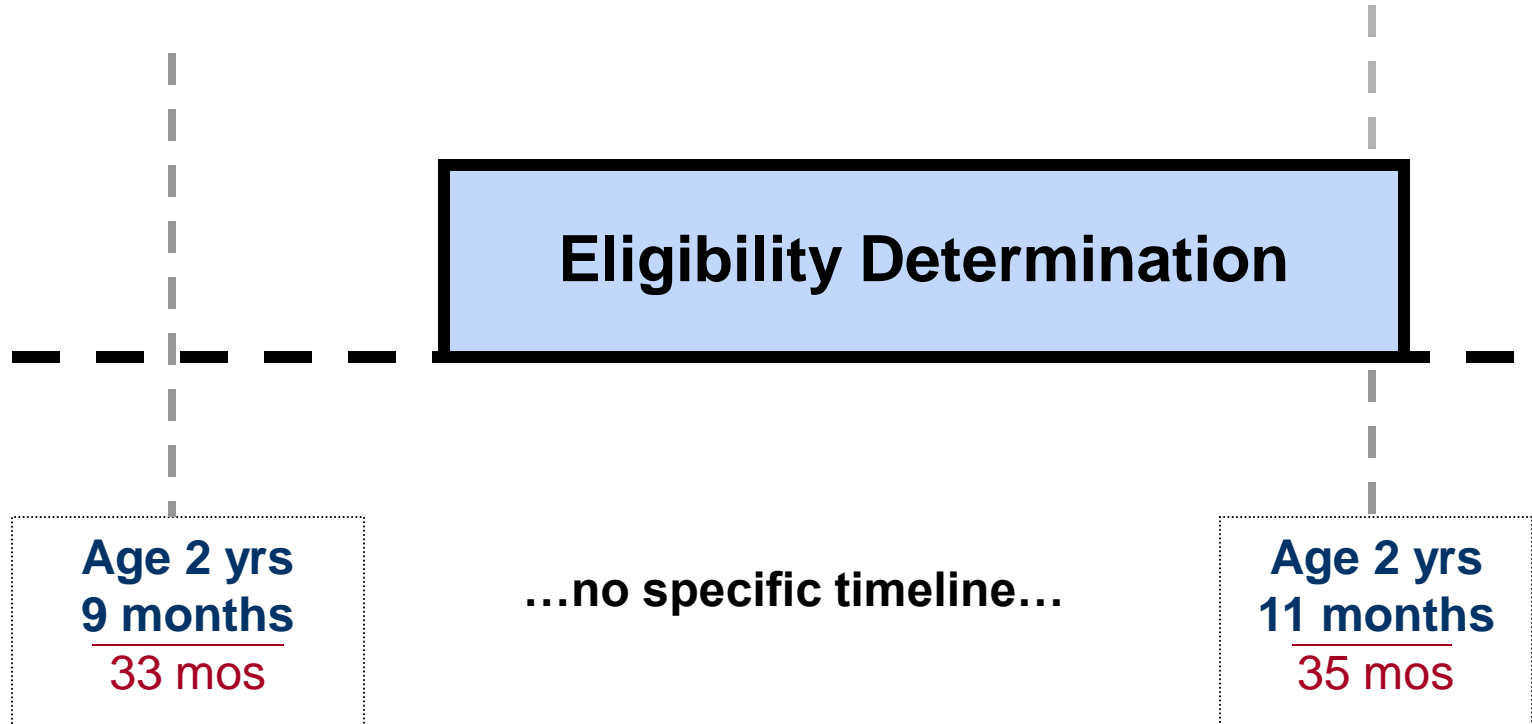 Eligibility Determination
Age 2 yrs
9 months
33 mos
…no specific timeline…
Age 2 yrs
11 months
35 mos